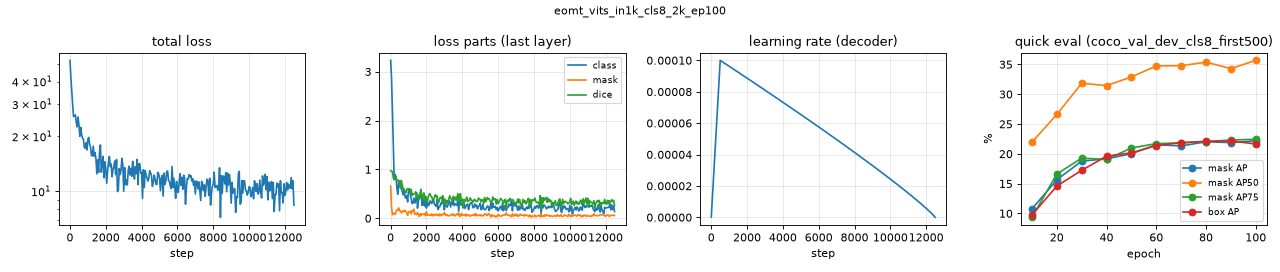 eomt_vits_in1k_cls8_2k_ep100
total loss
4 × 10¹
3 × 10¹
2 × 10¹
10¹
0 2000 4000 6000 8000 10000 12000
step
loss parts (last layer)
class
mask
dice
3
2
1
0
0 2000 4000 6000 8000 10000 12000
step
learning rate (decoder)
0.00010
0.00008
0.00006
0.00004
0.00002
0.00000
0 2000 4000 6000 8000 10000 12000
step
quick eval (coco_val_dev_cls8_first500)
%
35
30
25
20
15
10
mask AP
mask AP50
mask AP75
box AP
20 40 60 80 100
epoch